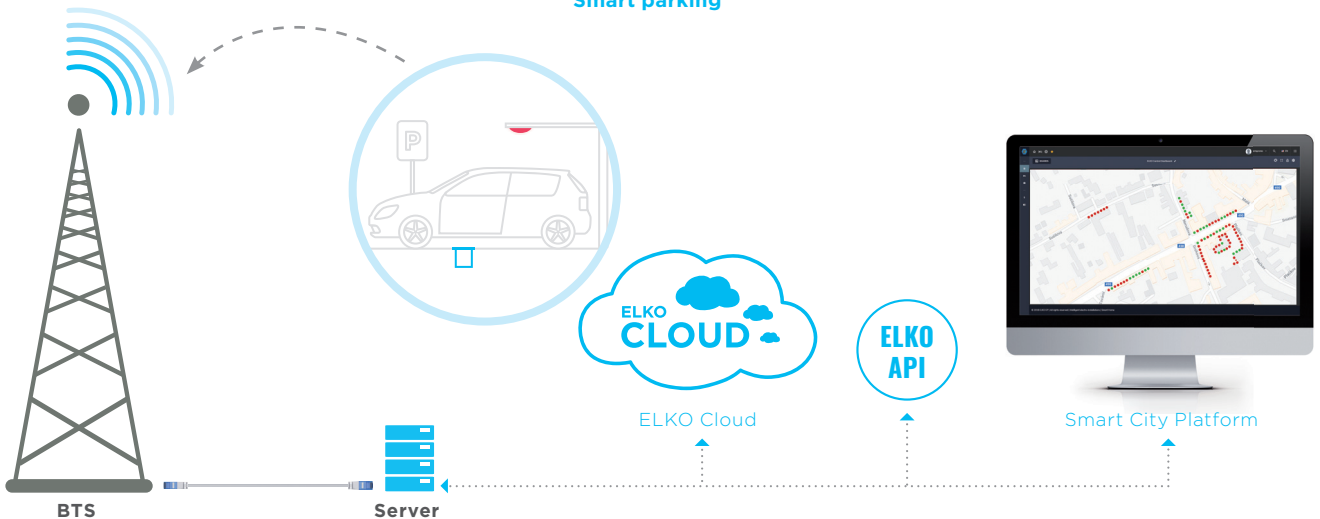 Smart parking
P
ELKO
CLOUD
ELKO
API
ELKO Cloud
Smart City Platform
BTS
Server